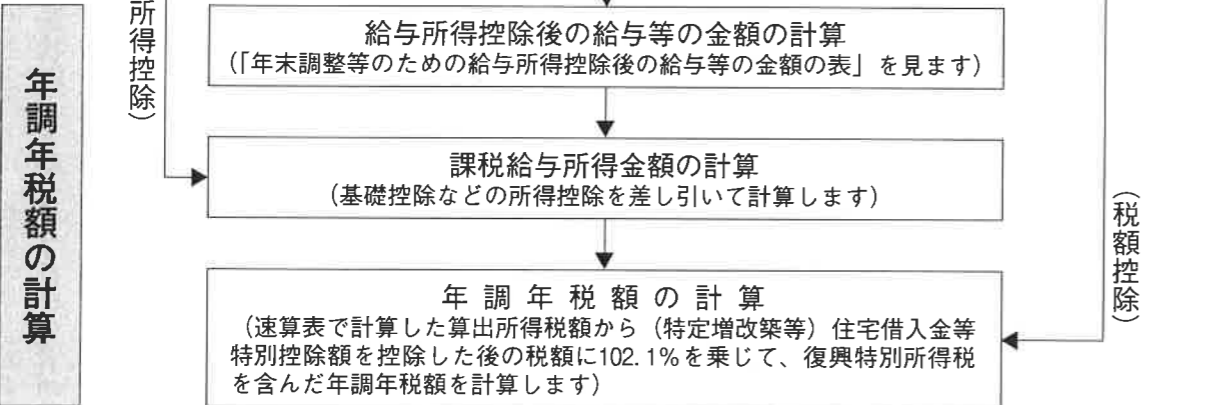 年調年税額の計算
所得控除）
給与所得控除後の給与等の金額の計算
（「年末調整等のための給与所得控除後の給与等の金額の表」を見ます）
課税給与所得金額の計算
（基礎控除などの所得控除を差し引いて計算します）
年調年税額の計算
（速算表で計算した算出所得税額から（特定増改築等）住宅借入金等
特別控除額を控除した後の税額に102.1％を乗じて、復興特別所得税
を含んだ年調年税額を計算します）
（税額控除）